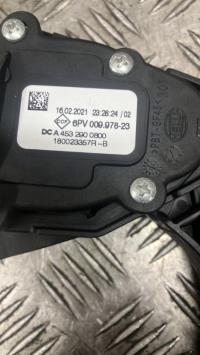 16.02.2021 23:26:24 / 02
6PV 009.978-23
DC A 453 290 0800
180023357R-B